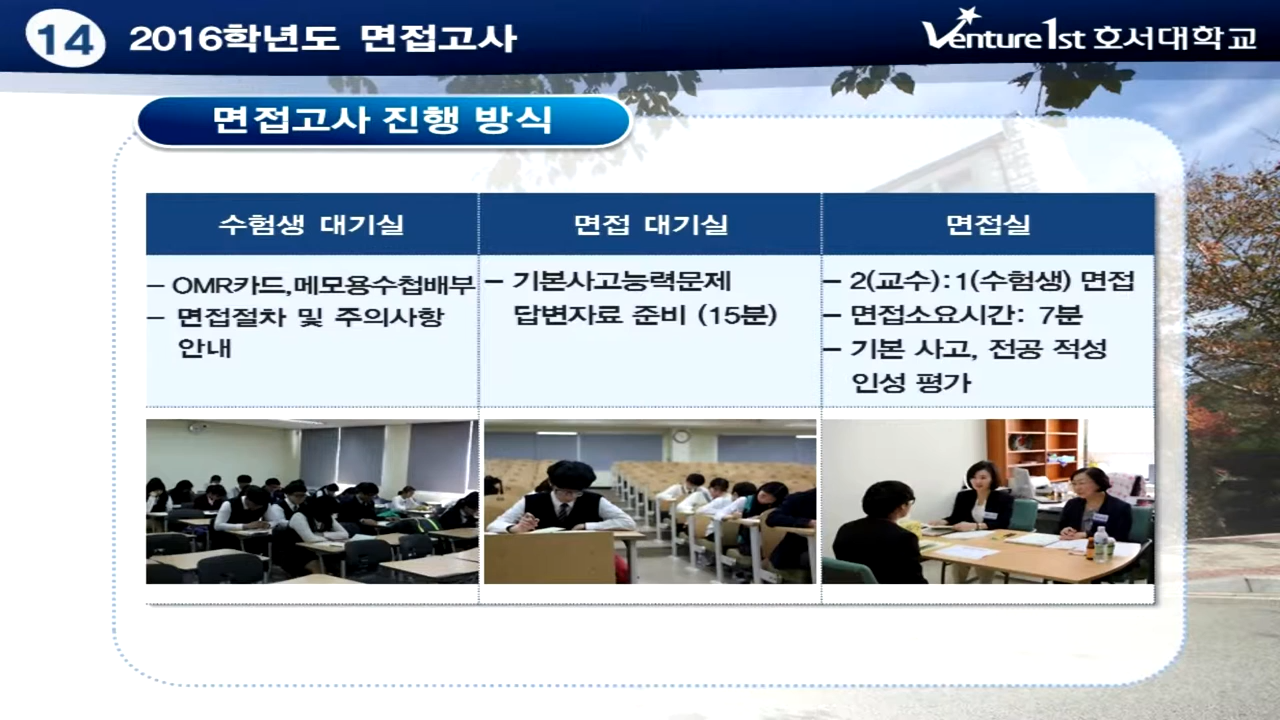 14 2016학년도 면접고사
Venture 1st 호서대학교
면접고사 진행 방식
수험생 대기실
면접 대기실
면접실
– OMR카드,메모용수첩배부
– 면접절차 및 주의사항
안내
– 기본사고능력문제
답변자료 준비 (15분)
– 2(교수):1(수험생) 면접
– 면접소요시간: 7분
– 기본 사고, 전공 적성
인성 평가